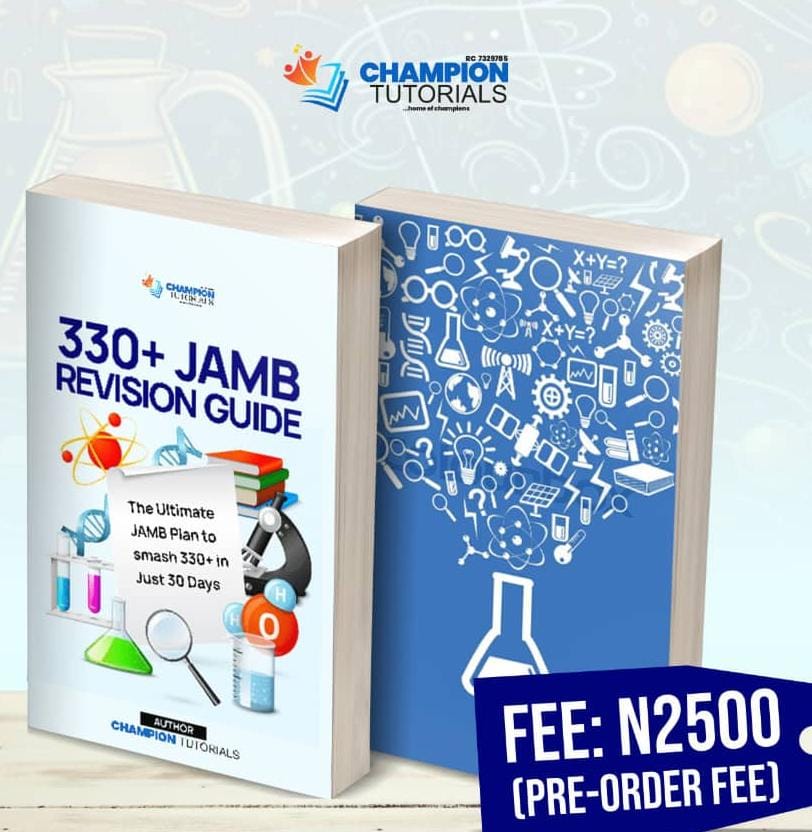 RC 7329785
CHAMPION
TUTORIALS
...home of champions
CHAMPION
TUTORIALS
330+ JAMB
REVISION GUIDE
The Ultimate
JAMB Plan to
smash 330+ in
Just 30 Days
H
H
O
AUTHOR
CHAMPION TUTORIALS
X+Y=?
X+Y=?
?
?
FEE: N2500
(PRE-ORDER FEE)